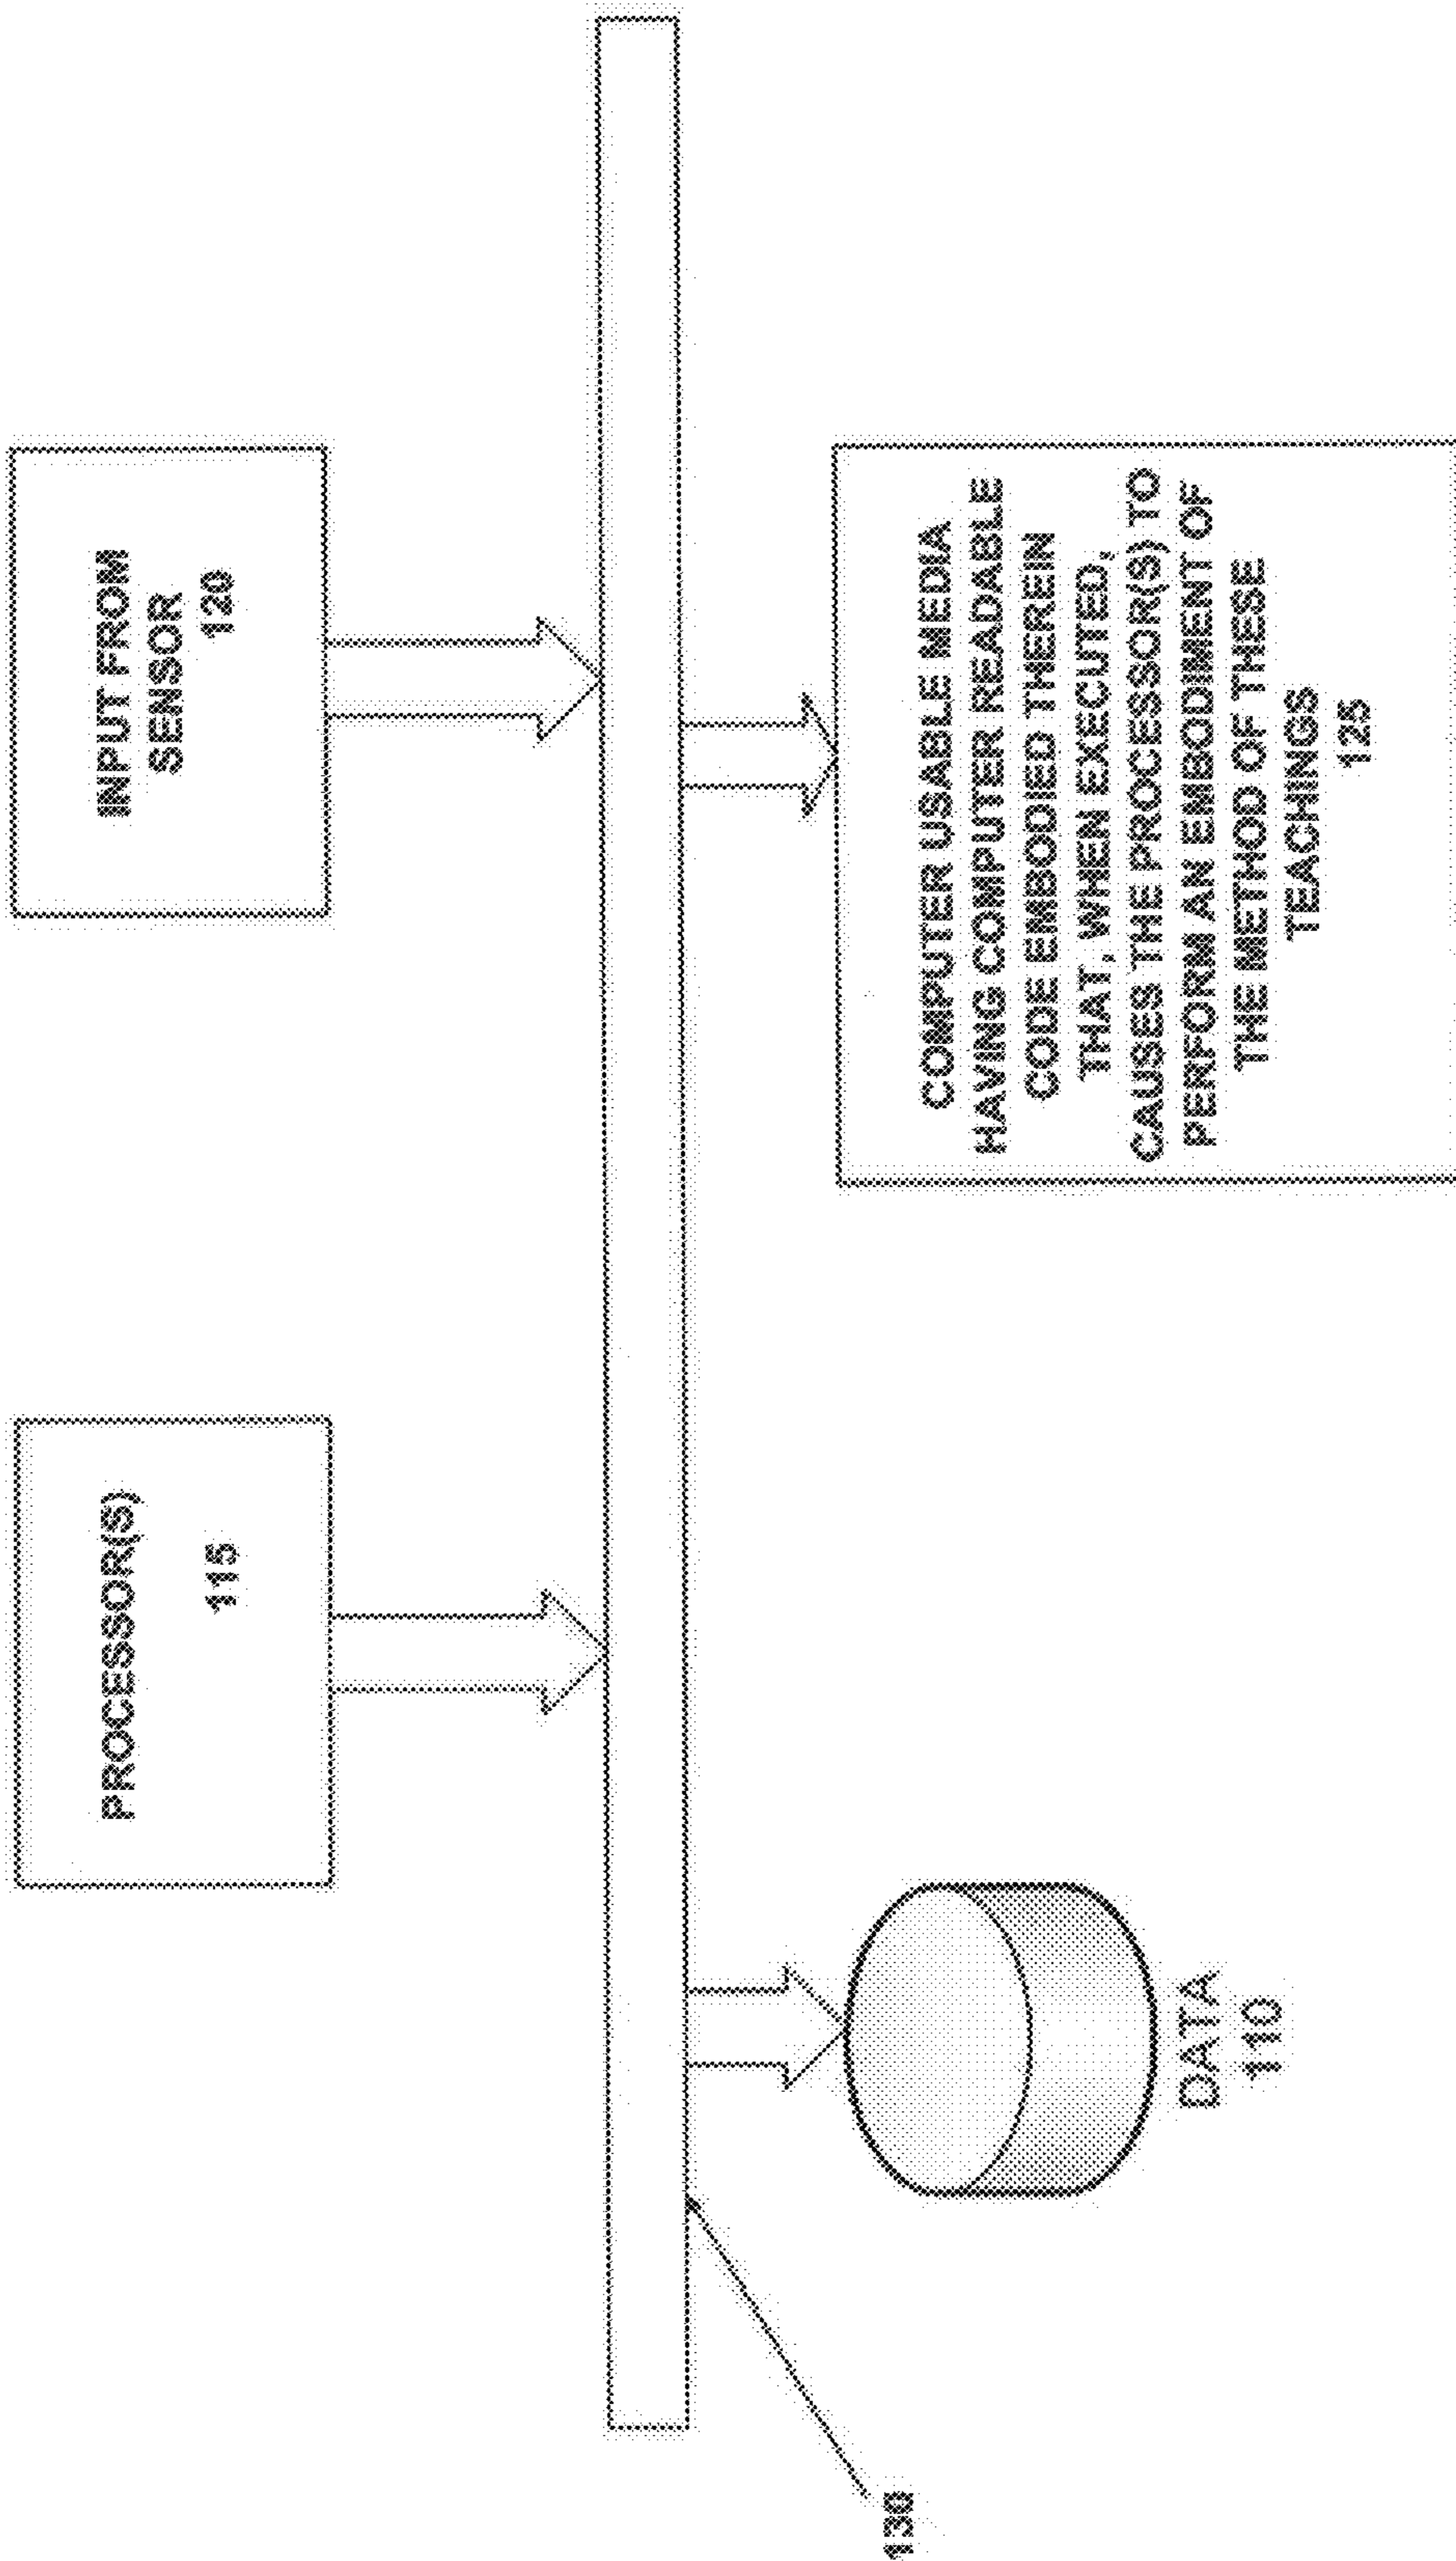 PROCESSOR(S)
115
INPUT FROM
SENSOR
120
130
DATA
110
COMPUTER USABLE MEDIA
HAVING COMPUTER READABLE
CODE EMBODIED THEREIN
THAT, WHEN EXECUTED,
CAUSES THE PROCESSOR(S) TO
PERFORM AN EMBODIMENT OF
THE METHOD OF THESE
TEACHINGS
125